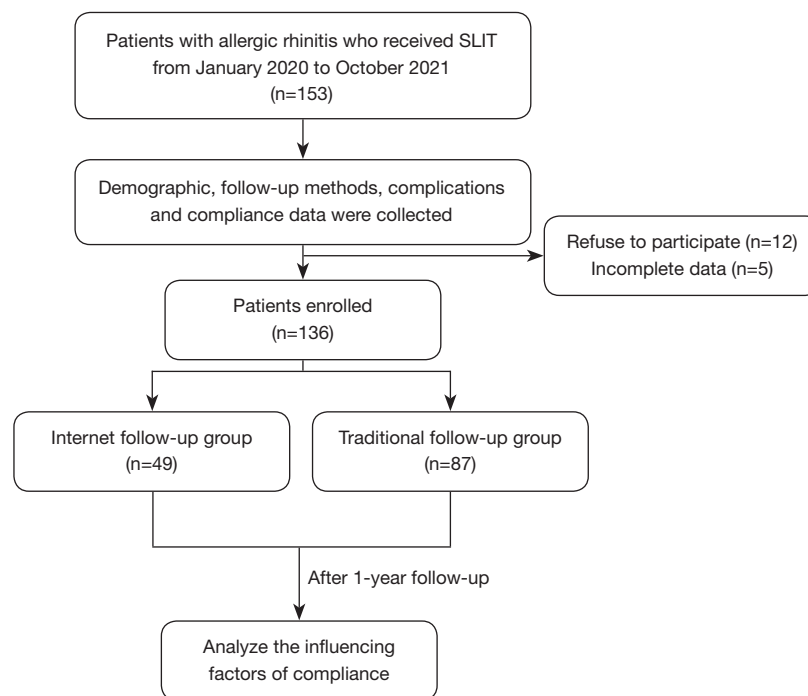 Patients with allergic rhinitis who received SLIT
from January 2020 to October 2021
(n=153)
Demographic, follow-up methods, complications
and compliance data were collected
Refuse to participate (n=12)
Incomplete data (n=5)
Patients enrolled
(n=136)
Internet follow-up group
(n=49)
Traditional follow-up group
(n=87)
After 1-year follow-up
Analyze the influencing
factors of compliance